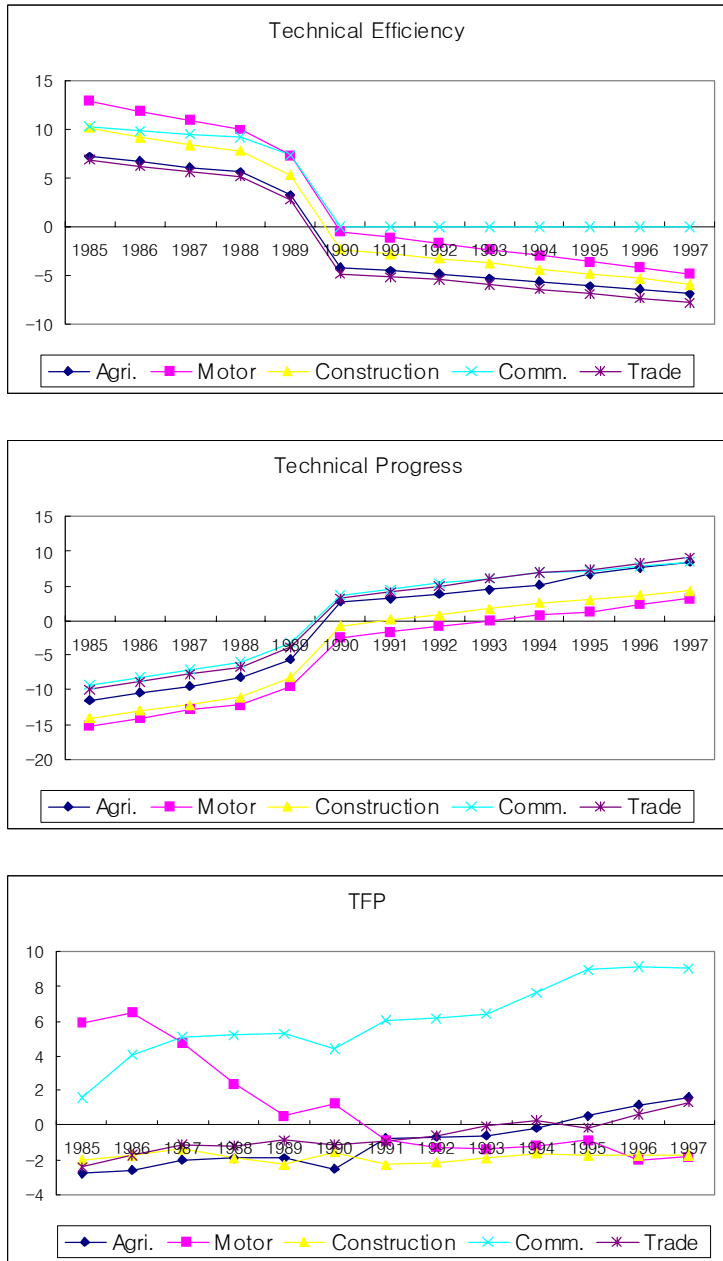 Technical Efficiency
15
10
5
0
-5
-10
1985 1986 1987 1988 1989 1990 1991 1992 1993 1994 1995 1996 1997
Agri. Motor Construction Comm. Trade
Technical Progress
15
10
5
0
-5
-10
-15
-20
1985 1986 1987 1988 1989 1990 1991 1992 1993 1994 1995 1996 1997
Agri. Motor Construction Comm. Trade
TFP
10
8
6
4
2
0
-2
-4
1985 1986 1987 1988 1989 1990 1991 1992 1993 1994 1995 1996 1997
Agri. Motor Construction Comm. Trade